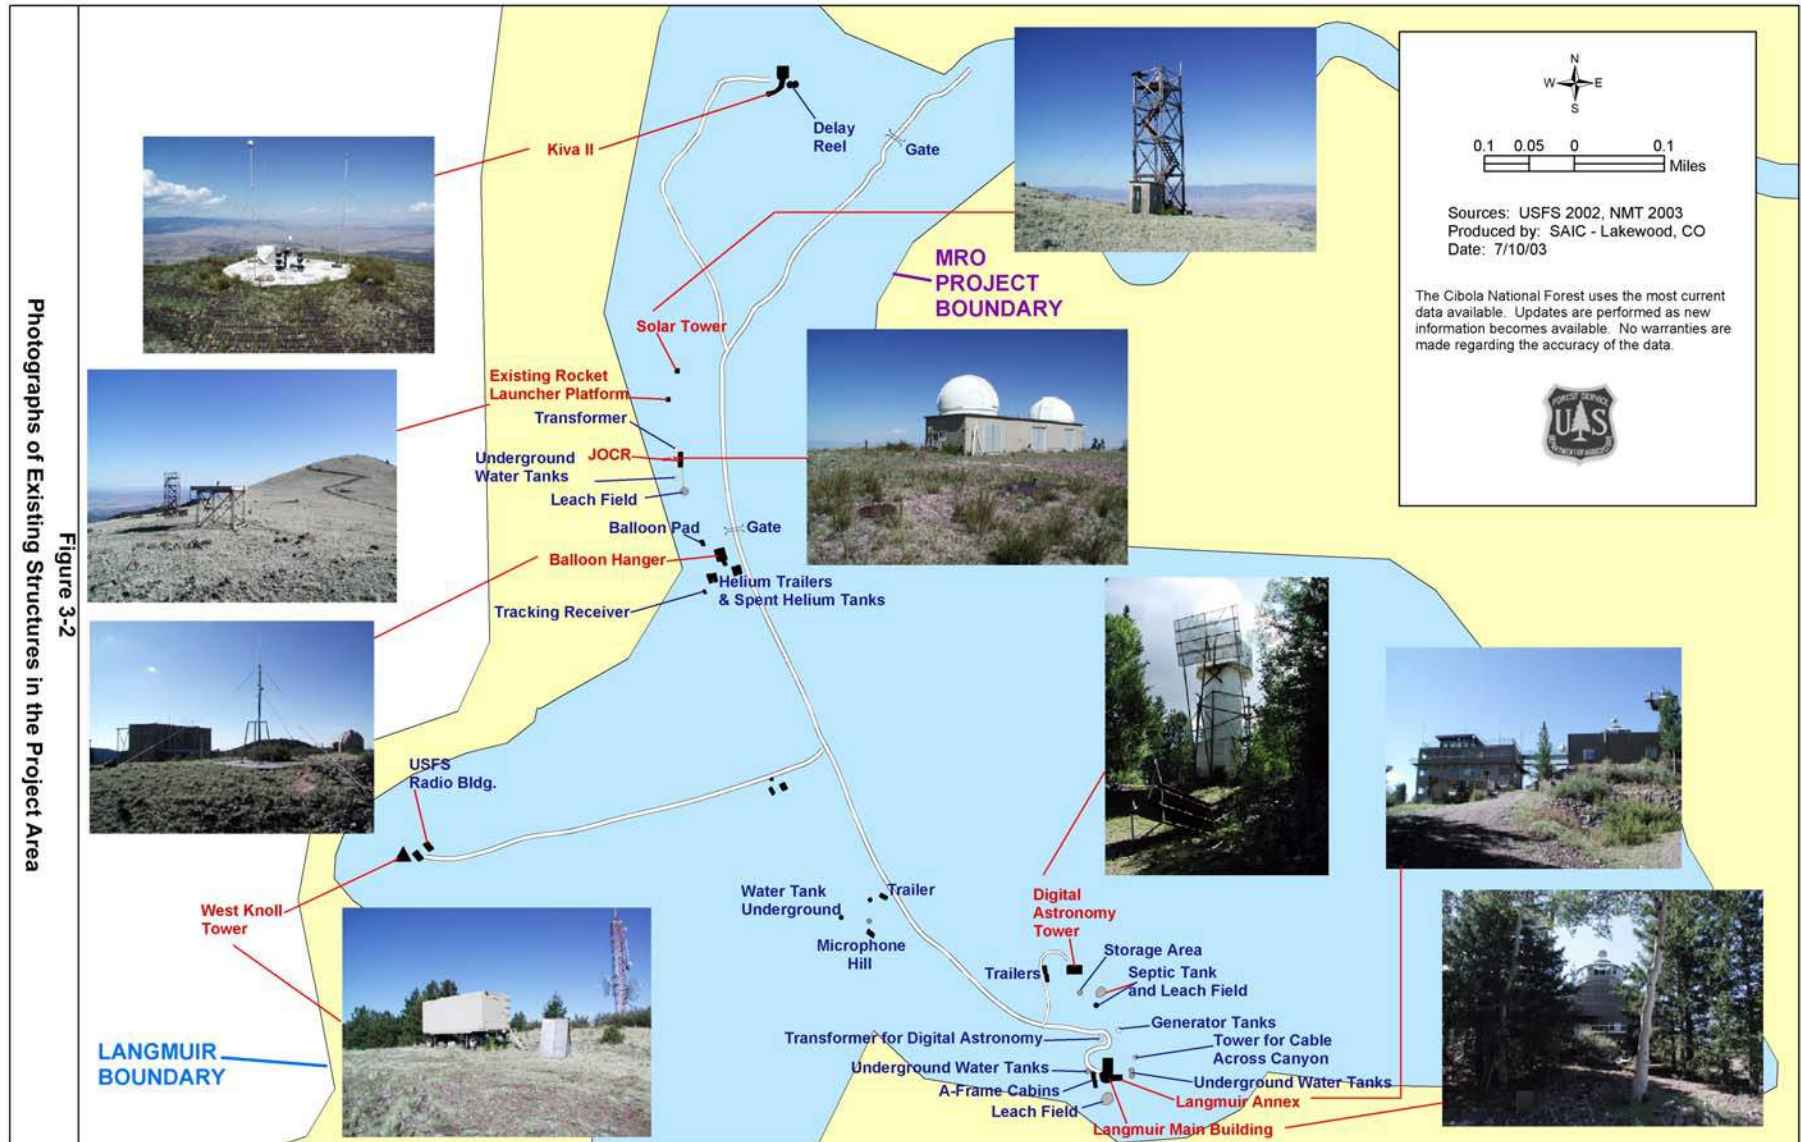 Figure 3-2
Photographs of Existing Structures in the Project Area
Kiva II
Delay
Reel
Gate
N
W
E
S
0.1
0.05
0
0.1
Miles
Sources: USFS 2002, NMT 2003
Produced by: SAIC - Lakewood, CO
Date: 7/10/03
The Cibola National Forest uses the most current
data available. Updates are performed as new
information becomes available. No warranties are
made regarding the accuracy of the data.
FOREST SERVICE
US
DEPARTMENT OF AGRICULTURE
MRO
PROJECT
BOUNDARY
Solar Tower
Existing Rocket
Launcher Platform
Transformer
JOCR
Underground
Water Tanks
Leach Field
Balloon Pad
Gate
Balloon Hanger
Helium Trailers
& Spent Helium Tanks
Tracking Receiver
USFS
Radio Bldg.
West Knoll
Tower
Water Tank
Underground
Trailer
Microphone
Hill
Digital
Astronomy
Tower
Storage Area
Trailers
Septic Tank
and Leach Field
Generator Tanks
Transformer for Digital Astronomy
Tower for Cable
Across Canyon
Underground Water Tanks
Underground Water Tanks
A-Frame Cabins
Langmuir Annex
Leach Field
Langmuir Main Building
LANGMUIR
BOUNDARY